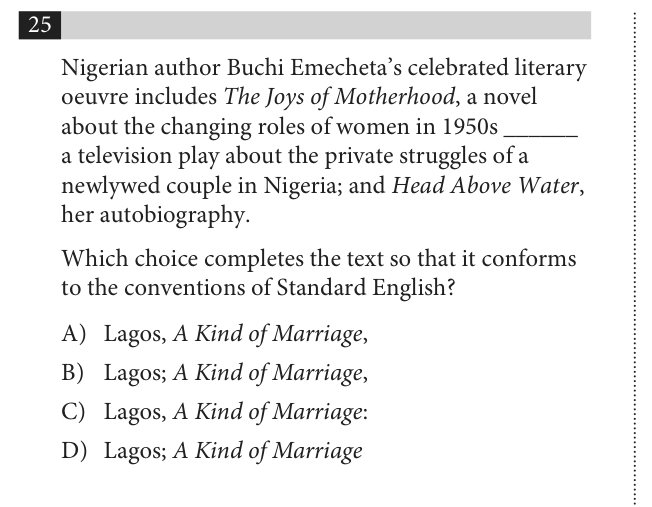 25
Nigerian author Buchi Emecheta’s celebrated literary
oeuvre includes The Joys of Motherhood, a novel
about the changing roles of women in 1950s ______
a television play about the private struggles of a
newlywed couple in Nigeria; and Head Above Water,
her autobiography.
Which choice completes the text so that it conforms
to the conventions of Standard English?
A) Lagos, A Kind of Marriage,
B) Lagos; A Kind of Marriage,
C) Lagos, A Kind of Marriage:
D) Lagos; A Kind of Marriage